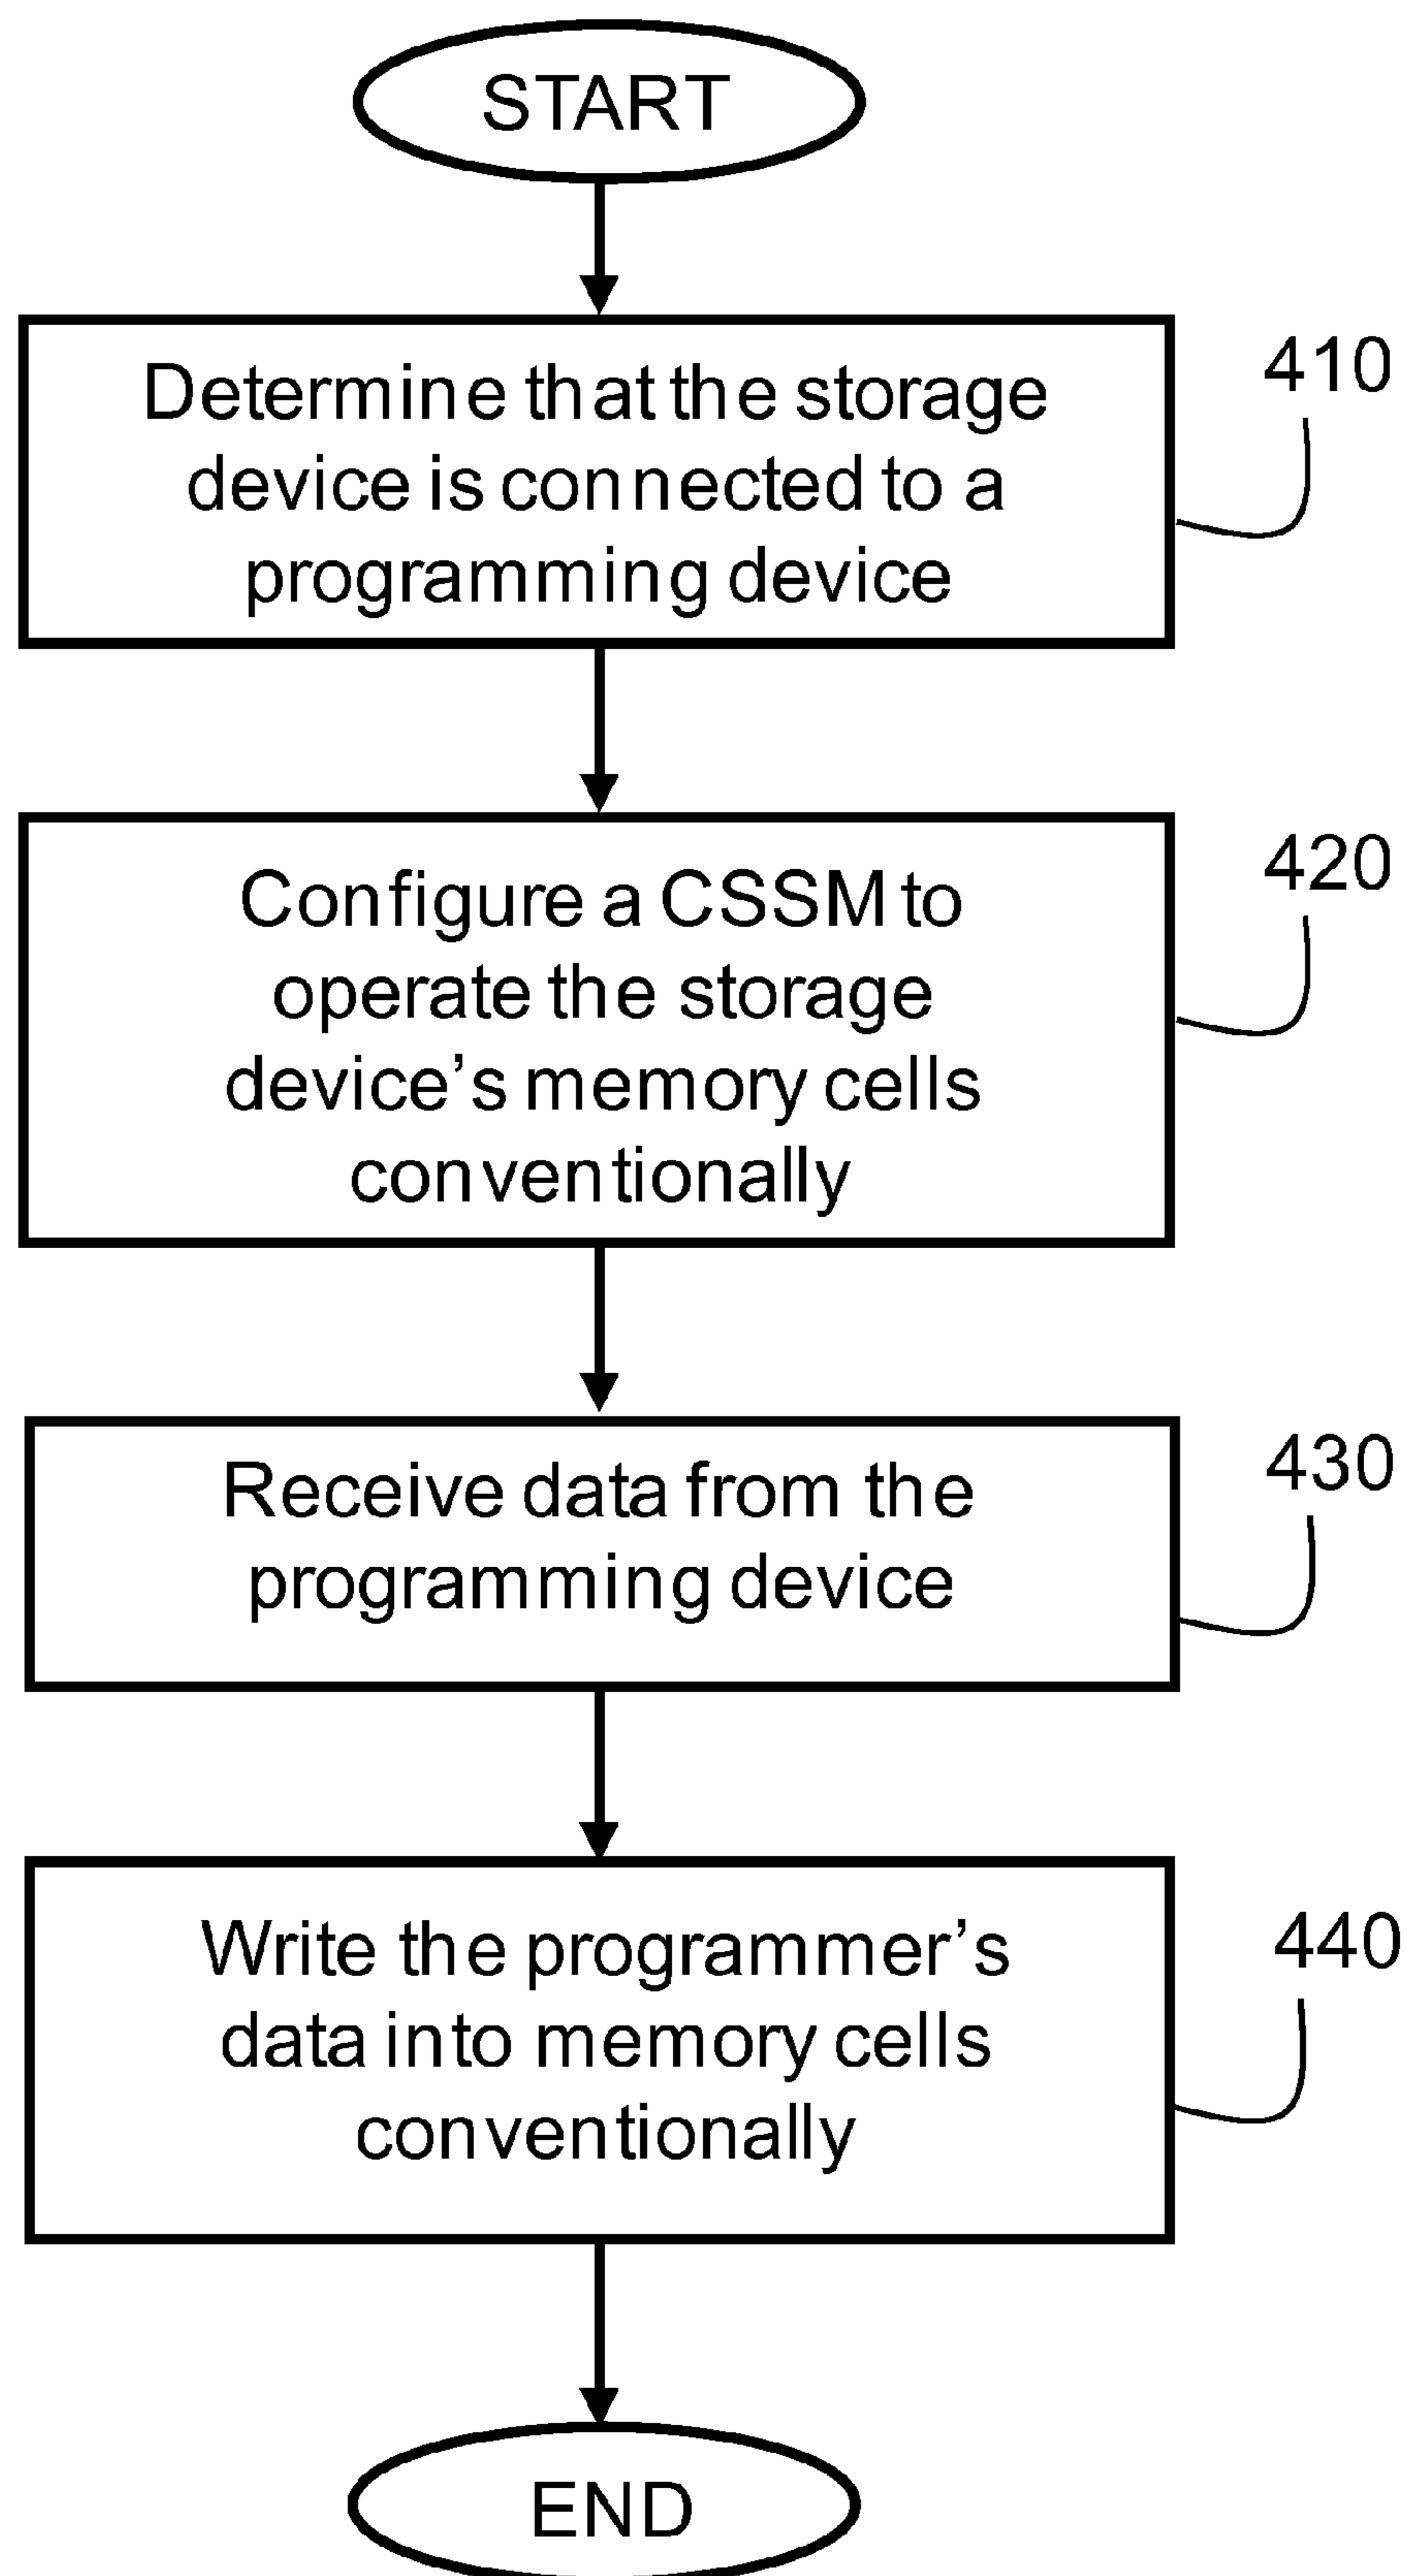 START
Determine that the storage
device is connected to a
programming device
410
Configure a CSSM to
operate the storage
device’s memory cells
conventionally
420
Receive data from the
programming device
430
Write the programmer’s
data into memory cells
conventionally
440
END